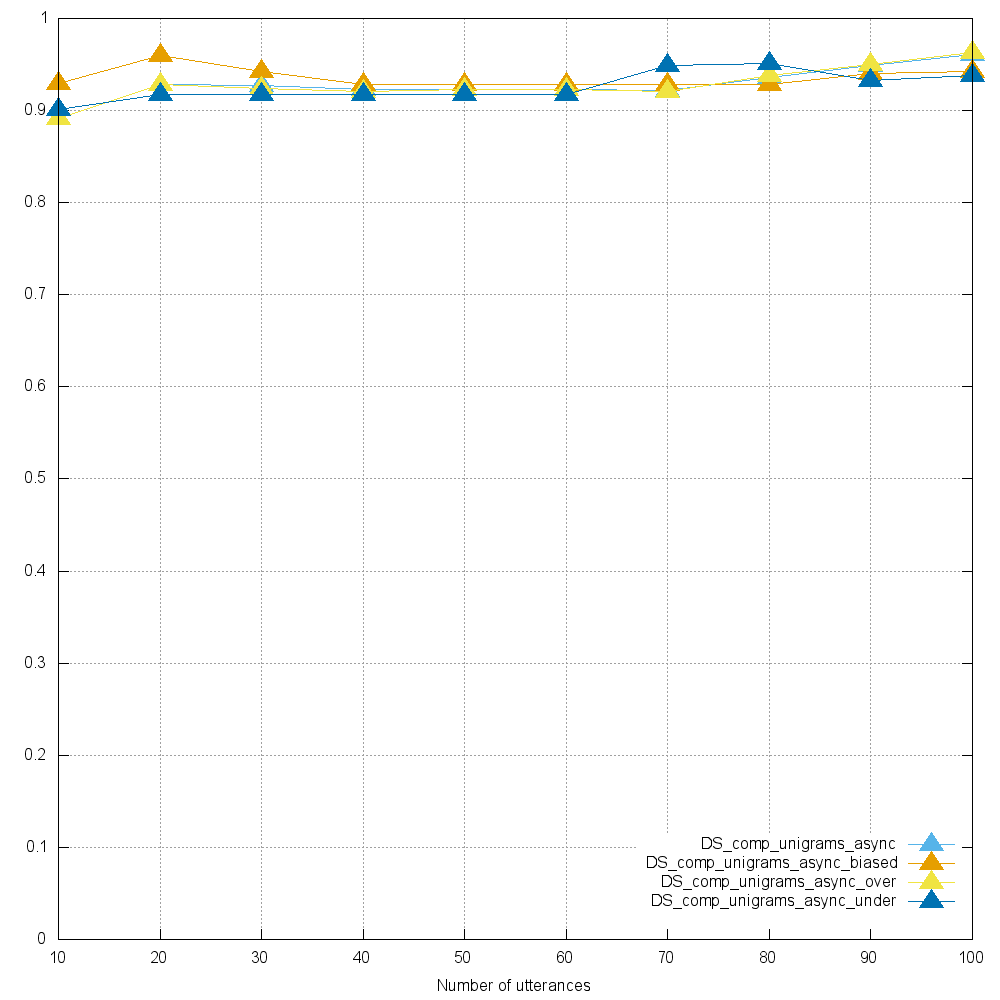 1
0.9
0.8
0.7
0.6
0.5
0.4
0.3
0.2
0.1
0
DS_comp_unigrams_async
DS_comp_unigrams_async_biased
DS_comp_unigrams_async_over
DS_comp_unigrams_async_under
10 20 30 40 50 60 70 80 90 100
Number of utterances